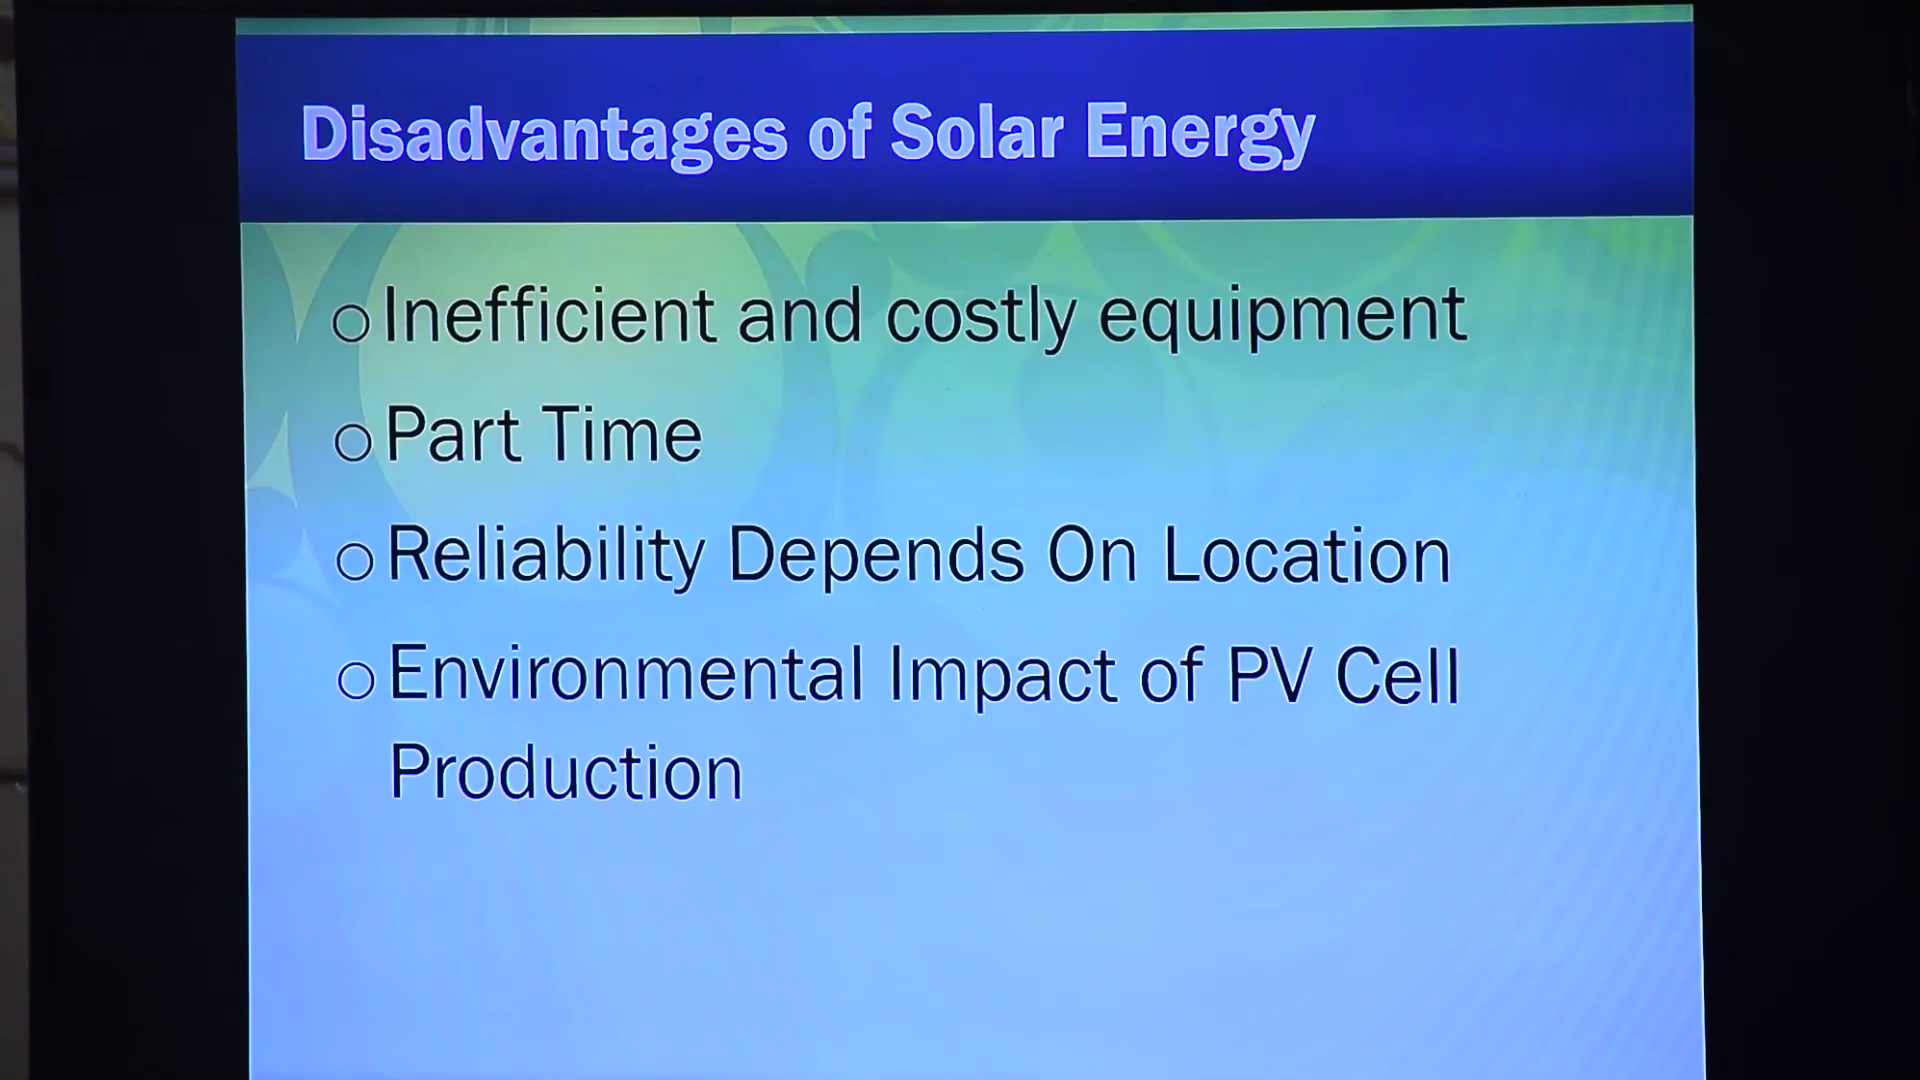 Disadvantages of Solar Energy
Inefficient and costly equipment
Part Time
Reliability Depends On Location
Environmental Impact of PV Cell
Production